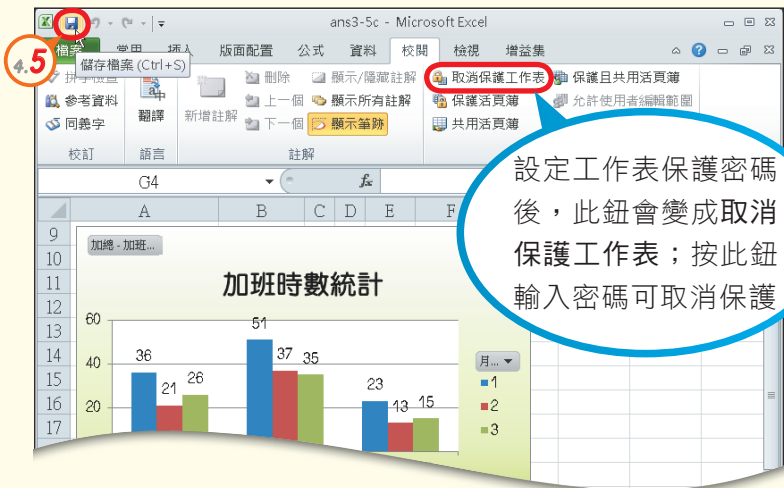 ans3-5c - Microsoft Excel
4.5
檔案 常用 插入 版面配置 公式 資料 校閱 檢視 增益集
儲存檔案 (Ctrl+S)
拼字檢查
參考資料
同義字
校訂
翻譯
語言
新增註解
刪除
上一個
下一個
顯示/隱藏註解
顯示所有註解
顯示筆跡
註解
取消保護工作表
保護活頁簿
共用活頁簿
保護且共用活頁簿
允許使用者編輯範圍
G4 fx
A B C D E F
9
10
11
12
13
14
15
16
17
加總 - 加班...
加班時數統計
60
40
20
36 21 26
51 37 35
23 13 15
月...
1
2
3
設定工作表保護密碼
後，此鈕會變成取消
保護工作表；按此鈕
輸入密碼可取消保護